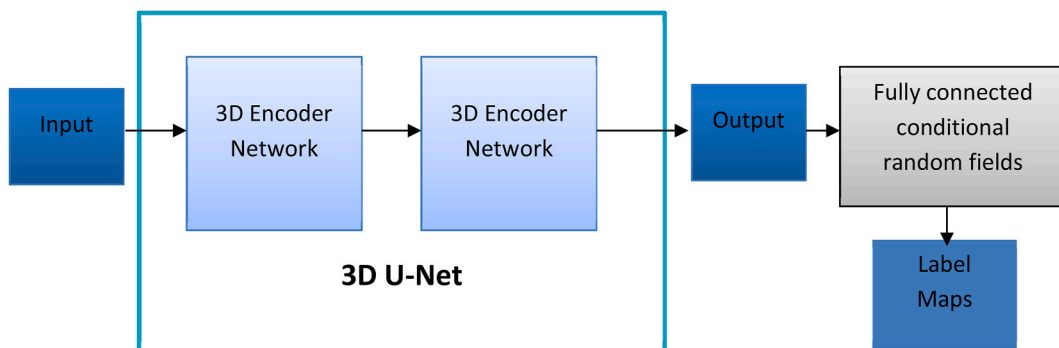 Input
3D Encoder
Network
3D Encoder
Network
3D U-Net
Output
Fully connected
conditional
random fields
Label
Maps